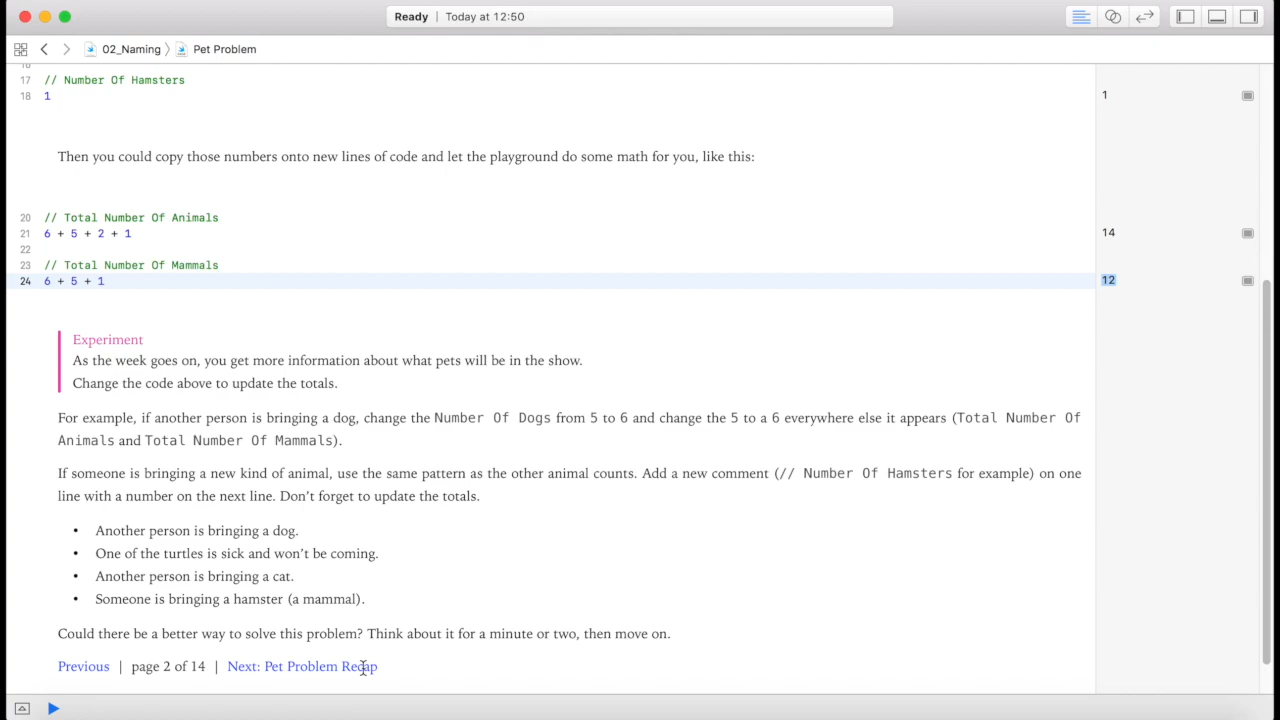 Ready | Today at 12:50
02_Naming 〉 Pet Problem
17 // Number Of Hamsters
18 1
1
Then you could copy those numbers onto new lines of code and let the playground do some math for you, like this:
20 // Total Number Of Animals
21 6 + 5 + 2 + 1
14
22
23 // Total Number Of Mammals
24 6 + 5 + 1
12
Experiment
As the week goes on, you get more information about what pets will be in the show.
Change the code above to update the totals.
For example, if another person is bringing a dog, change the Number Of Dogs from 5 to 6 and change the 5 to a 6 everywhere else it appears (Total Number Of
Animals and Total Number Of Mammals).
If someone is bringing a new kind of animal, use the same pattern as the other animal counts. Add a new comment (// Number Of Hamsters for example) on one
line with a number on the next line. Don't forget to update the totals.
• Another person is bringing a dog.
• One of the turtles is sick and won't be coming.
• Another person is bringing a cat.
• Someone is bringing a hamster (a mammal).
Could there be a better way to solve this problem? Think about it for a minute or two, then move on.
Previous | page 2 of 14 | Next: Pet Problem Recap